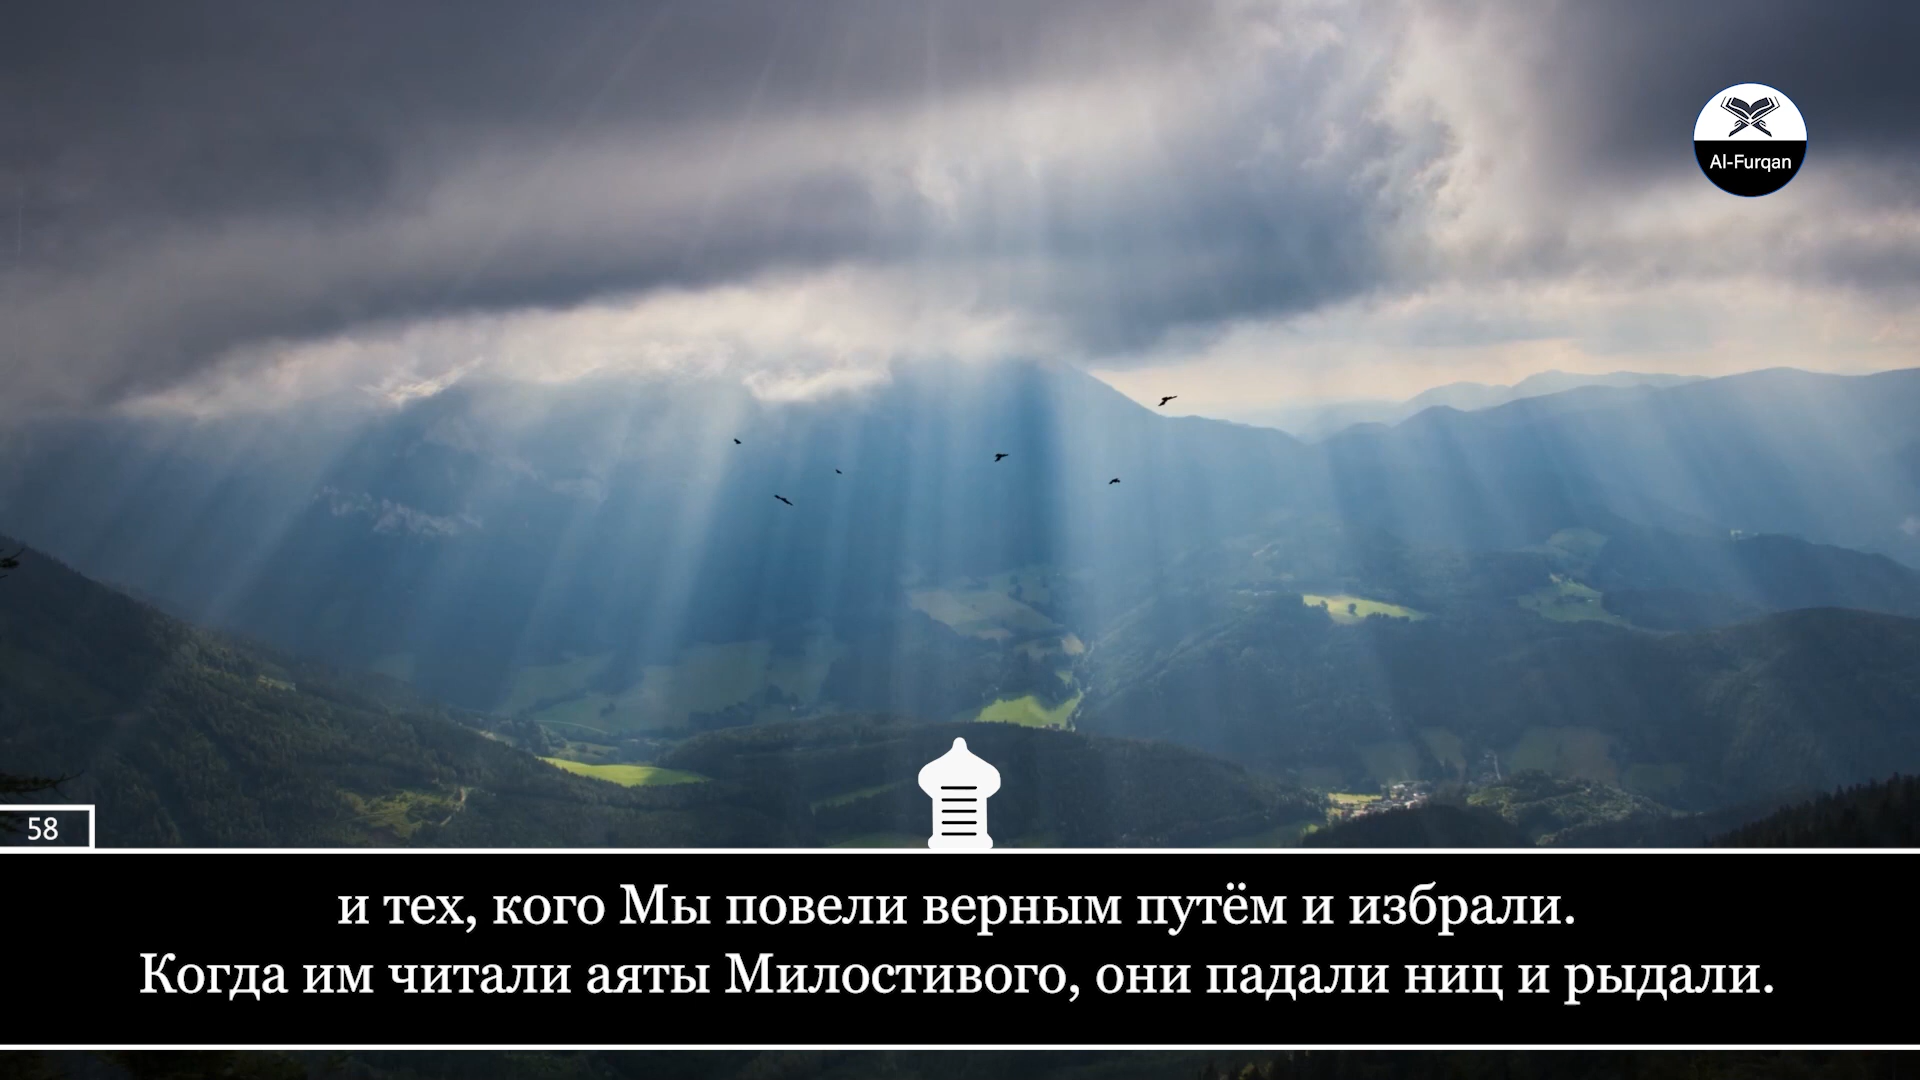 Al-Furqan
58
и тех, кого Мы повели верным путём и избрали.
Когда им читали аяты Милостивого, они падали ниц и рыдали.